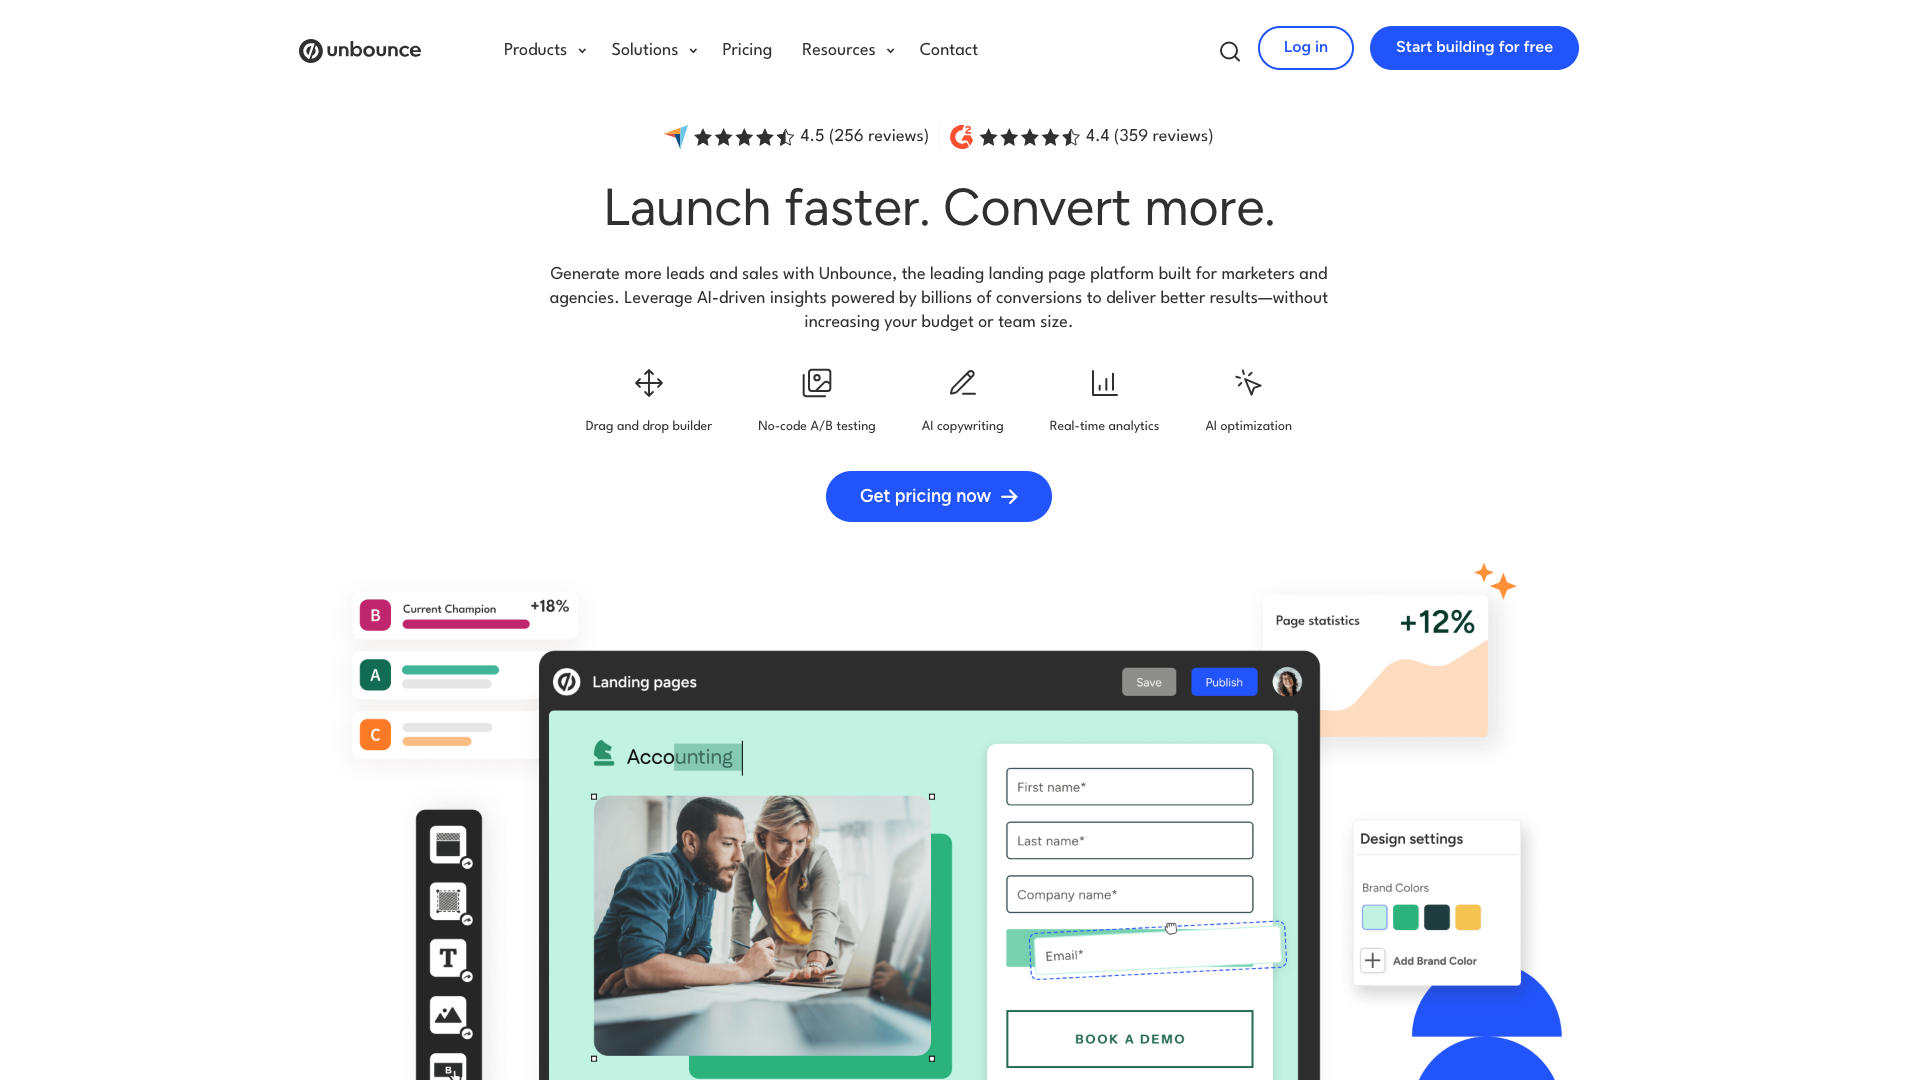 unbounce
Products
Solutions
Pricing
Resources
Contact
Log in
Start building for free
4.5 (256 reviews)
4.4 (359 reviews)
Launch faster. Convert more.
Generate more leads and sales with Unbounce, the leading landing page platform built for marketers and
agencies. Leverage AI-driven insights powered by billions of conversions to deliver better results—without
increasing your budget or team size.
Drag and drop builder
No-code A/B testing
AI copywriting
Real-time analytics
AI optimization
Get pricing now
B
Current Champion
+18%
A
C
Page statistics
+12%
Landing pages
Save
Publish
Accounting
First name*
Last name*
Company name*
Email*
BOOK A DEMO
T
B
Design settings
Brand Colors
Add Brand Color